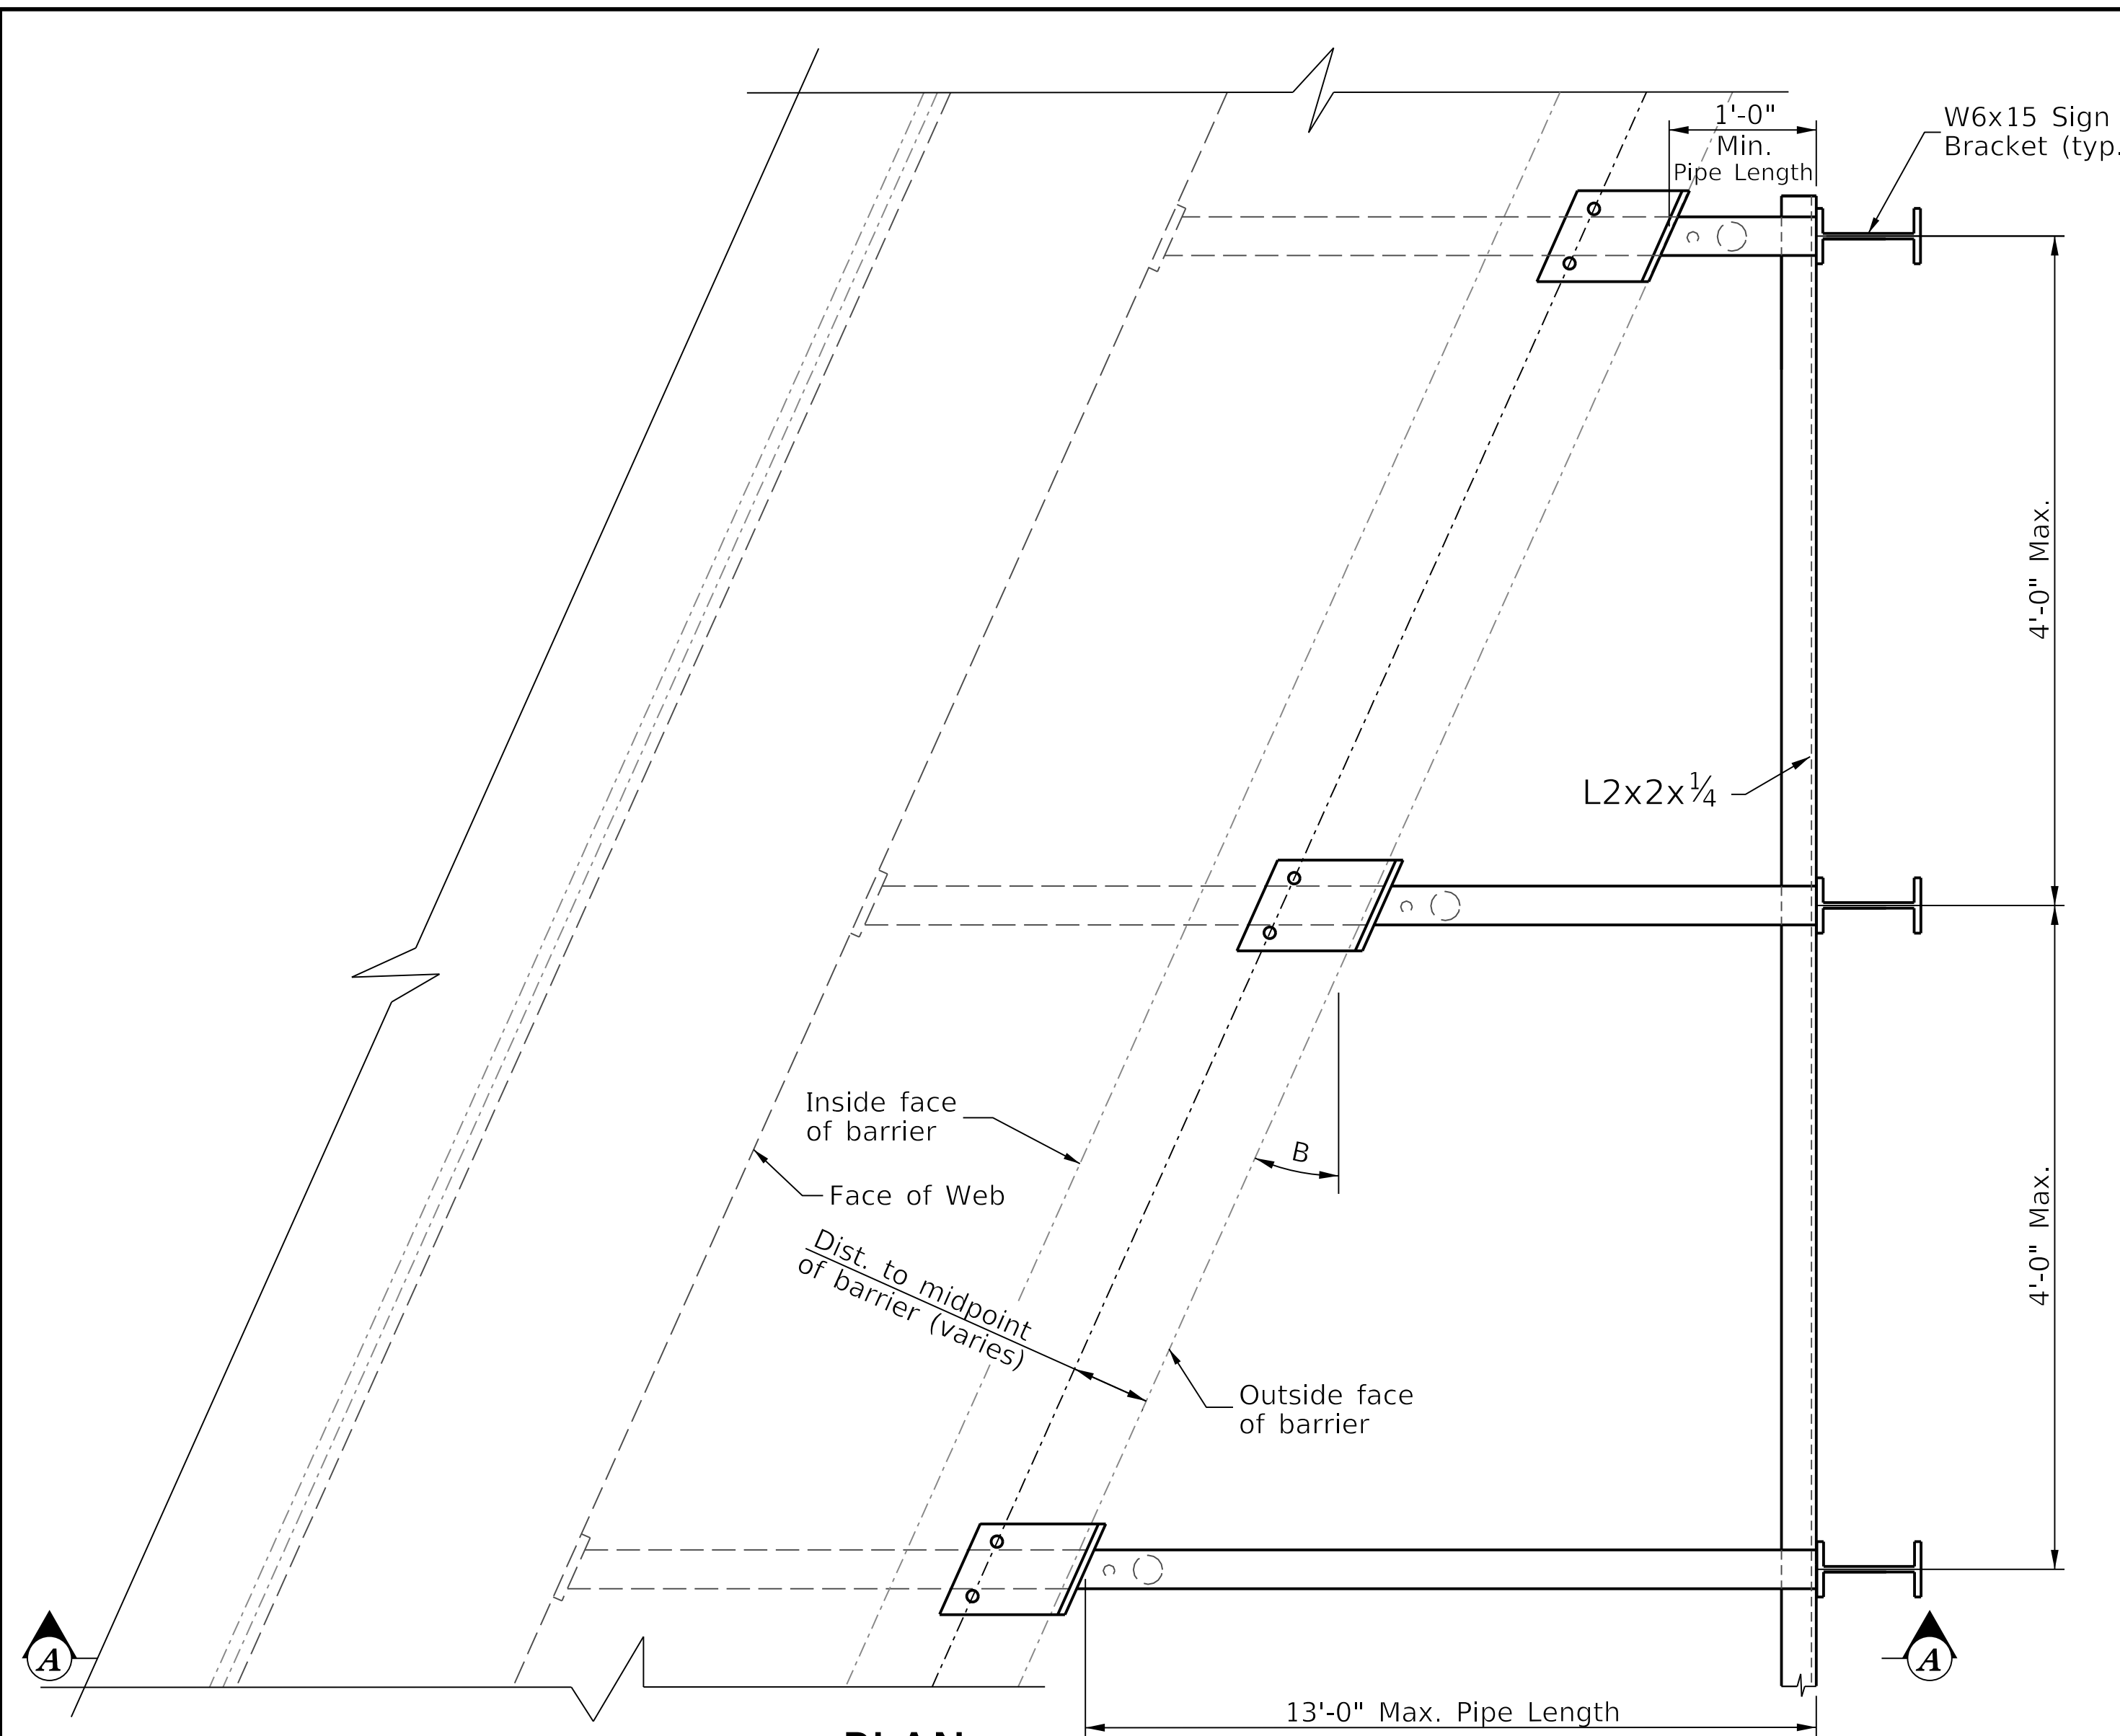 1'-0"
Min.
Pipe Length
W6x15 Sign
Bracket (typ.
4'-0" Max.
L2x2x¼
Inside face
of barrier
B
Face of Web
4'-0" Max.
Dist. to midpoint
of barrier (varies)
Outside face
of barrier
A
A
13'-0" Max. Pipe Length
PLAN